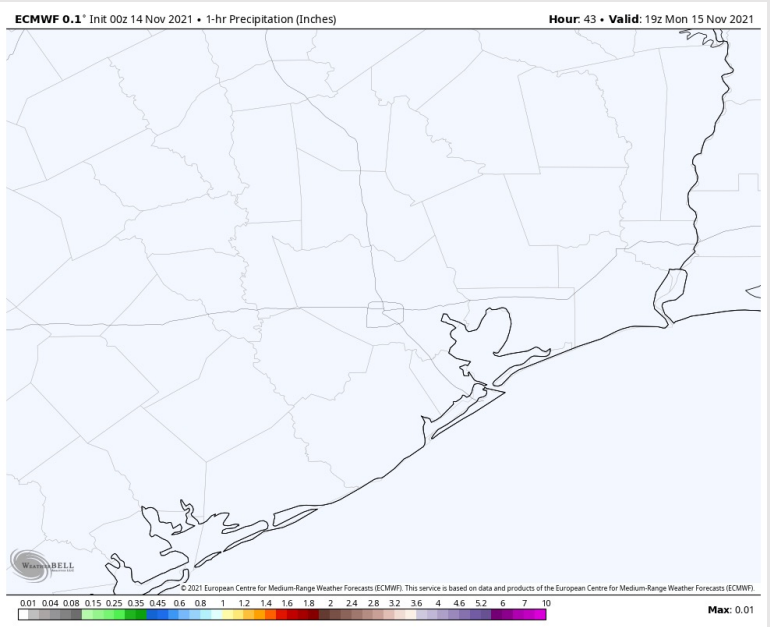 ECMWF 0.1° Init 00z 14 Nov 2021 • 1-hr Precipitation (Inches)
Hour: 43 • Valid: 19z Mon 15 Nov 2021
WEATHERBELL
© 2021 European Centre for Medium-Range Weather Forecasts (ECMWF). This service is based on data and products of the European Centre for Medium-Range Weather Forecasts (ECMWF).
0.01 0.04 0.08 0.15 0.25 0.35 0.45 0.6 0.8 1 1.2 1.4 1.6 1.8 2 2.4 2.8 3.2 3.6 4 4.6 5.2 6 7 10
Max: 0.01